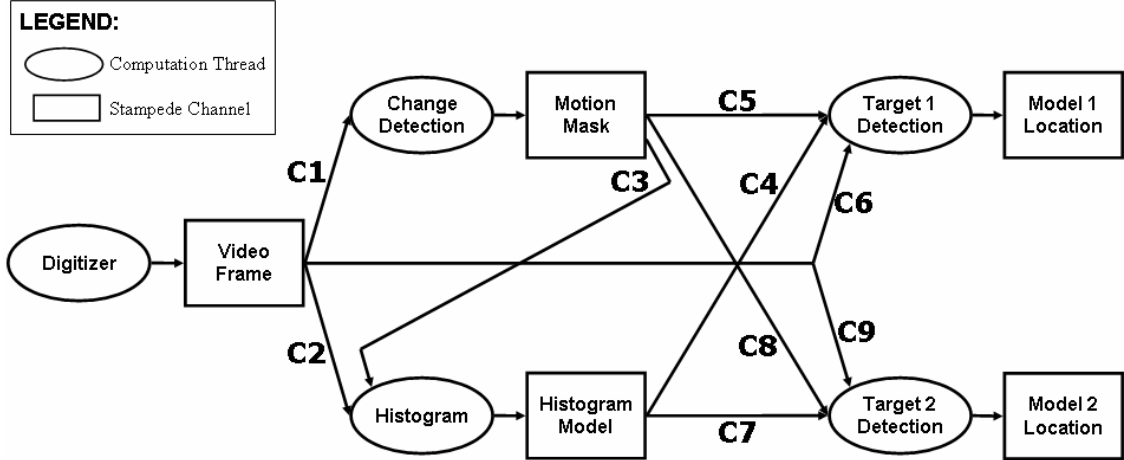 LEGEND:
Computation Thread
Stampede Channel
Change
Detection
Motion
Mask
C5
Target 1
Detection
Model 1
Location
C1
C3
C4
C6
Digitizer
Video
Frame
C2
C8
C9
Histogram
Histogram
Model
C7
Target 2
Detection
Model 2
Location